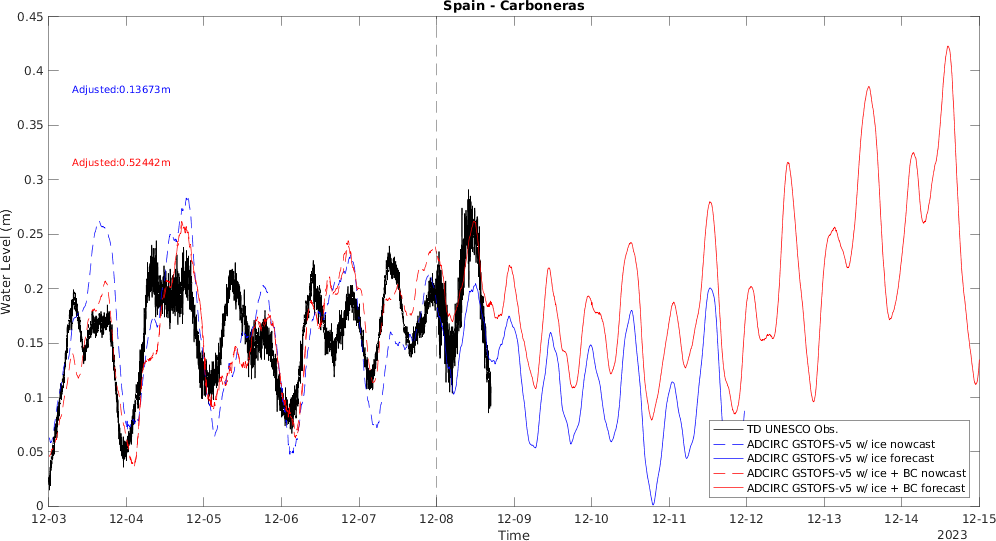 Spain - Carboneras
0.45
0.4
0.35
0.3
0.25
0.2
0.15
0.1
0.05
0
Water Level (m)
Adjusted:0.13673m
Adjusted:0.52442m
TD UNESCO Obs.
ADCIRC GSTOFS-v5 w/ ice nowcast
ADCIRC GSTOFS-v5 w/ ice forecast
ADCIRC GSTOFS-v5 w/ ice + BC nowcast
ADCIRC GSTOFS-v5 w/ ice + BC forecast
12-03 12-04 12-05 12-06 12-07 12-08 12-09 12-10 12-11 12-12 12-13 12-14 12-15
Time
2023